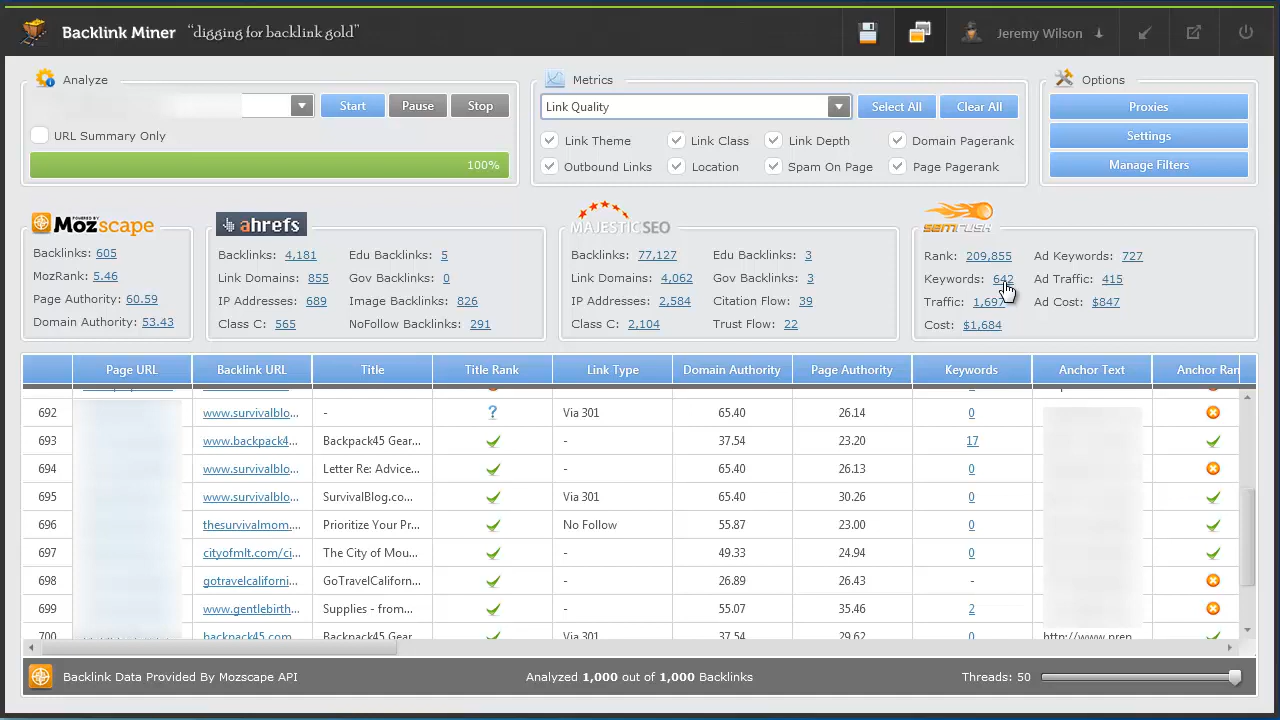 Backlink Miner “digging for backlink gold”
Jeremy Wilson
Analyze
Start Pause Stop
URL Summary Only
100%
Metrics
Link Quality
Select All Clear All
Link Theme Link Class Link Depth Domain Pagerank
Outbound Links Location Spam On Page Page Pagerank
Options
Proxies
Settings
Manage Filters
POWERED BY
Mozscape
Backlinks: 605
MozRank: 5.46
Page Authority: 60.59
Domain Authority: 53.43
ahrefs
Backlinks: 4,181 Edu Backlinks: 5
Link Domains: 855 Gov Backlinks: 0
IP Addresses: 689 Image Backlinks: 826
Class C: 565 NoFollow Backlinks: 291
MAJESTIC SEO
Backlinks: 77,127 Edu Backlinks: 3
Link Domains: 4,062 Gov Backlinks: 3
IP Addresses: 2,584 Citation Flow: 39
Class C: 2,104 Trust Flow: 22
SEMRUSH
Rank: 209,855 Ad Keywords: 727
Keywords: 642 Ad Traffic: 415
Traffic: 1,697 Ad Cost: $847
Cost: $1,684
Page URL Backlink URL Title Title Rank Link Type Domain Authority Page Authority Keywords Anchor Text Anchor Ran
692 www.survivalblo... - ? Via 301 65.40 26.14 0
693 www.backpack4... Backpack45 Gear... - 37.54 23.20 17
694 www.survivalblo... Letter Re: Advice... - 65.40 26.13 0
695 www.survivalblo... SurvivalBlog.co... Via 301 65.40 30.26 0
696 thesurvivalmom.... Prioritize Your Pr... No Follow 55.87 23.00 0
697 cityofmlt.com/ci... The City of Mou... - 49.33 24.94 0
698 gotravelcaliforni... GoTravelCaliforn... - 26.89 26.43 -
699 www.gentlebirth... Supplies - from... - 55.07 35.46 2
700 backpack45.com Backpack45 Gear Via 301 37.54 29.62 0
Backlink Data Provided By Mozscape API Analyzed 1,000 out of 1,000 Backlinks Threads: 50